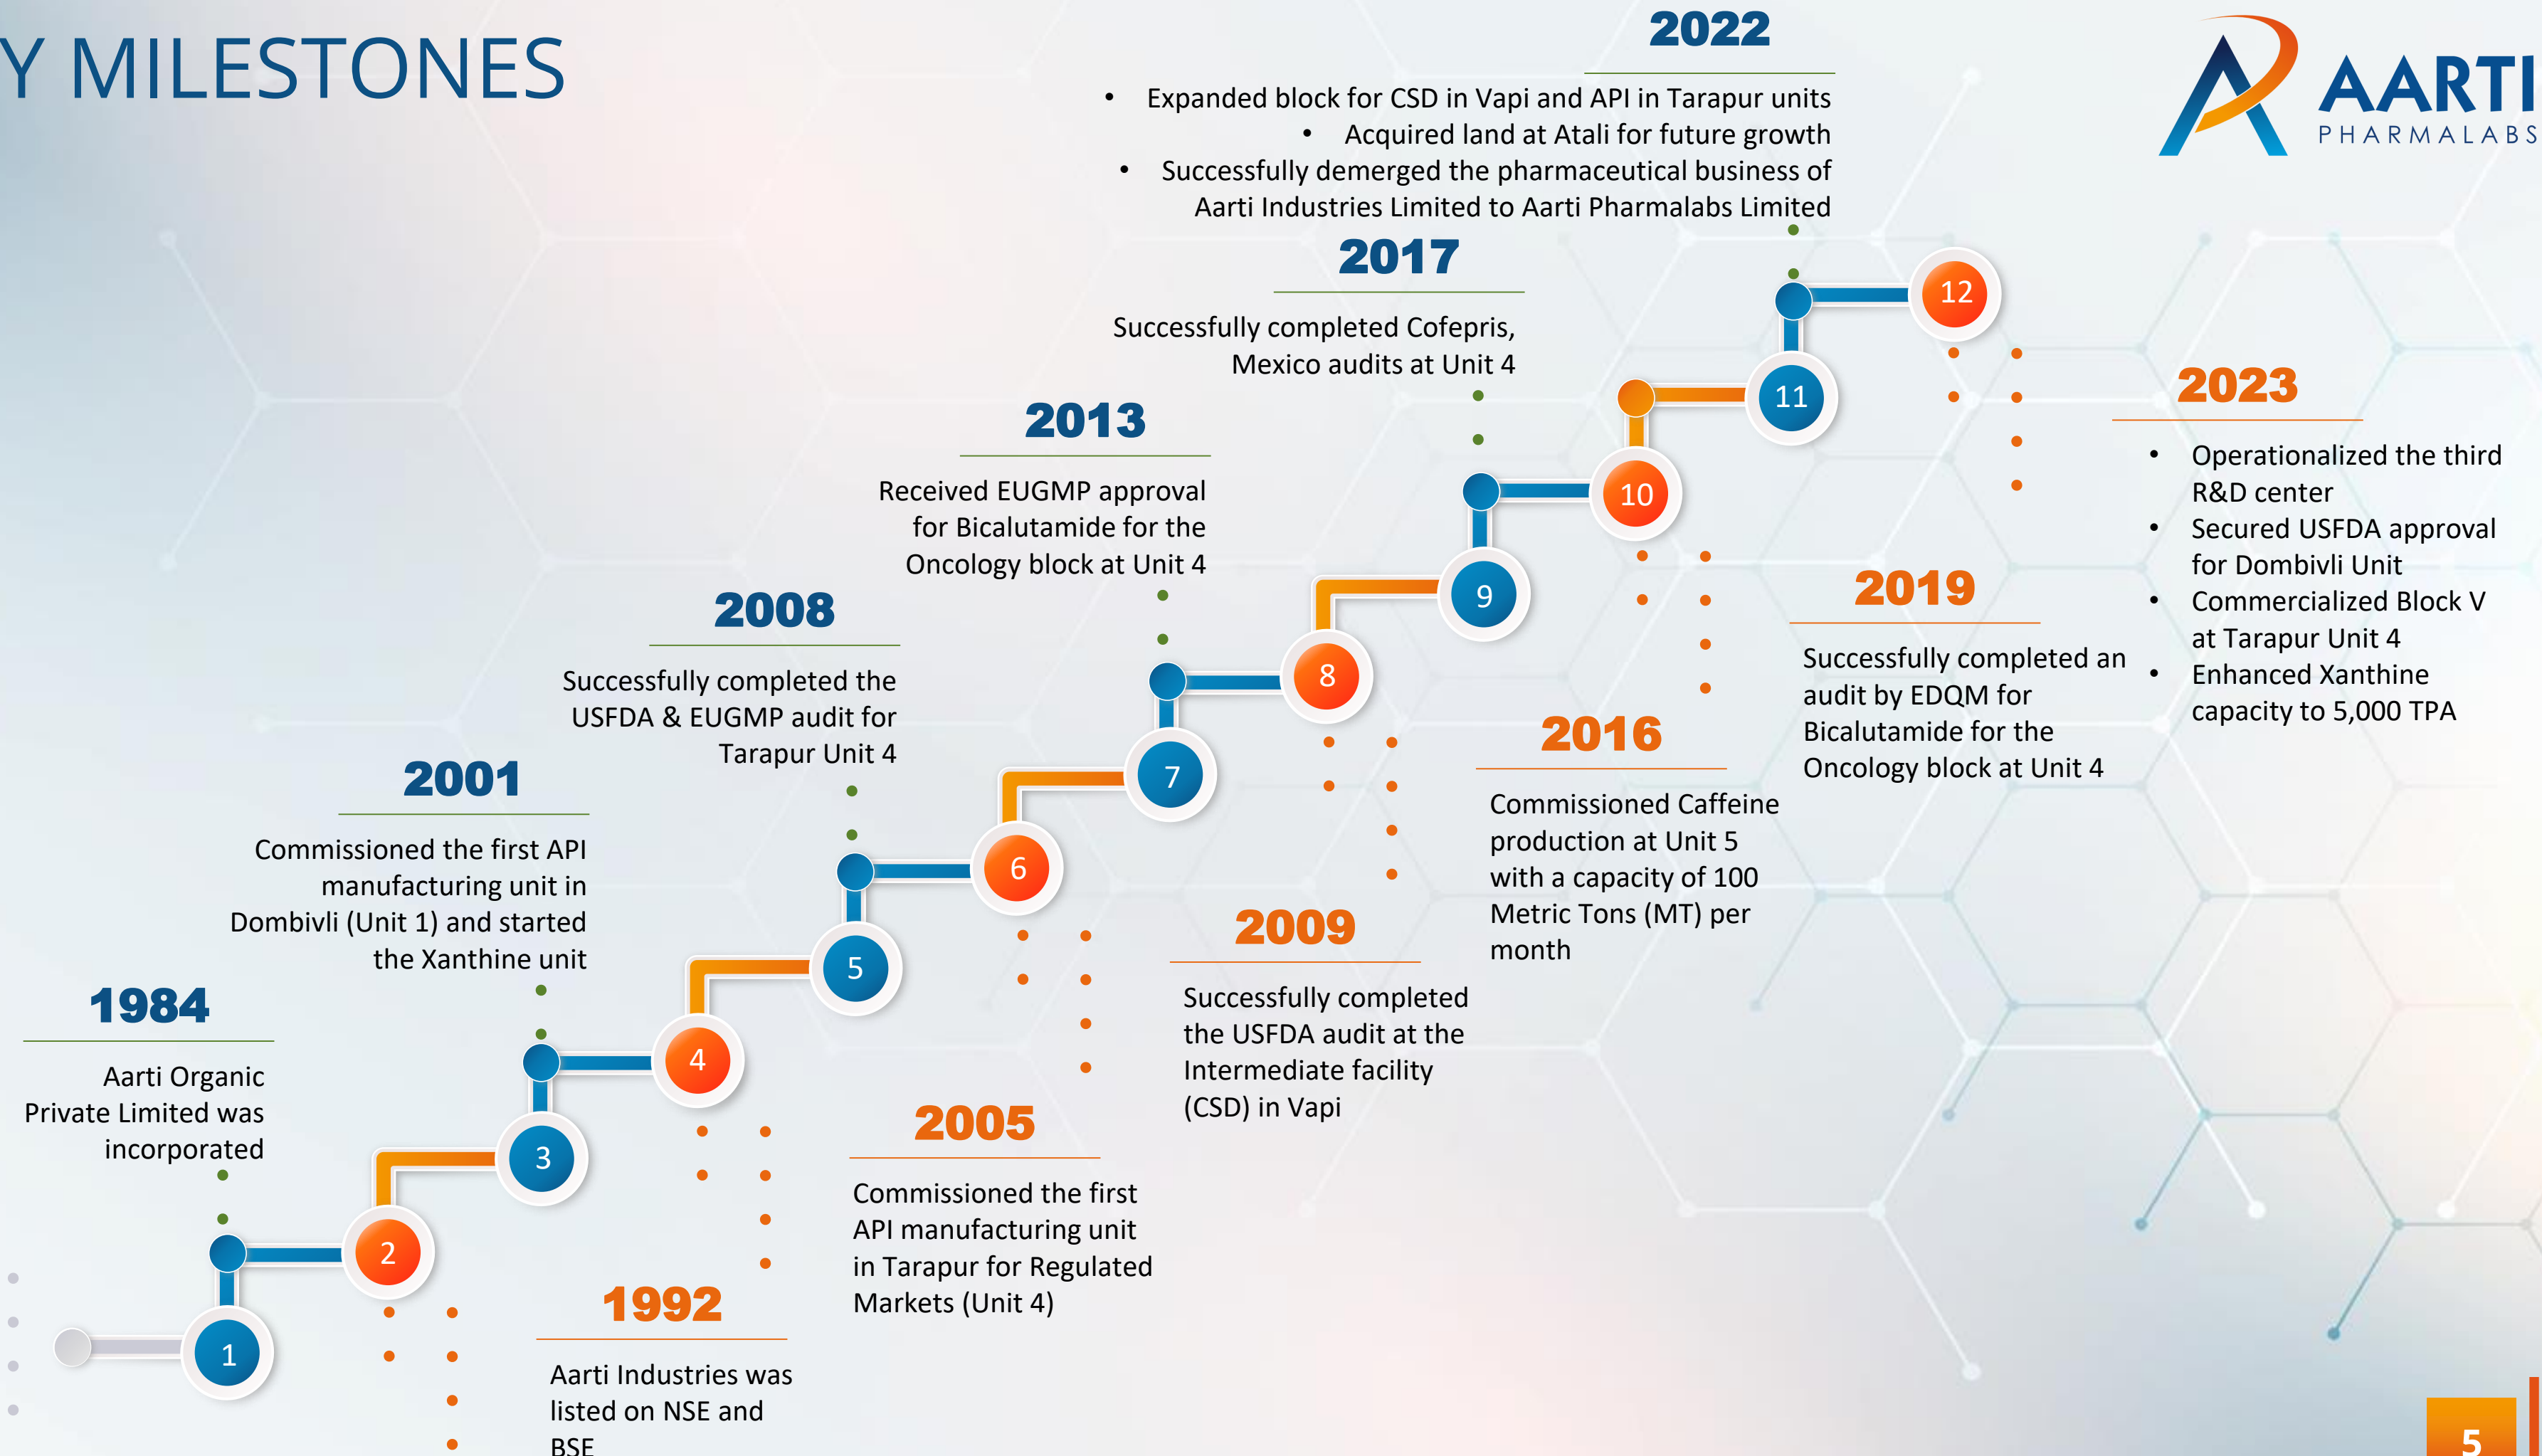 Y MILESTONES
AARTI
PHARMALABS
2022
• Expanded block for CSD in Vapi and API in Tarapur units
• Acquired land at Atali for future growth
• Successfully demerged the pharmaceutical business of
Aarti Industries Limited to Aarti Pharmalabs Limited
2017
Successfully completed Cofepris,
Mexico audits at Unit 4
2013
Received EUGMP approval
for Bicalutamide for the
Oncology block at Unit 4
2008
Successfully completed the
USFDA & EUGMP audit for
Tarapur Unit 4
2001
Commissioned the first API
manufacturing unit in
Dombivli (Unit 1) and started
the Xanthine unit
1984
Aarti Organic
Private Limited was
incorporated
1
2
3
4
5
6
7
8
9
10
11
12
1992
Aarti Industries was
listed on NSE and
BSE
2005
Commissioned the first
API manufacturing unit
in Tarapur for Regulated
Markets (Unit 4)
2009
Successfully completed
the USFDA audit at the
Intermediate facility
(CSD) in Vapi
2016
Commissioned Caffeine
production at Unit 5
with a capacity of 100
Metric Tons (MT) per
month
2019
Successfully completed an
audit by EDQM for
Bicalutamide for the
Oncology block at Unit 4
2023
• Operationalized the third
R&D center
• Secured USFDA approval
for Dombivli Unit
• Commercialized Block V
at Tarapur Unit 4
• Enhanced Xanthine
capacity to 5,000 TPA
5